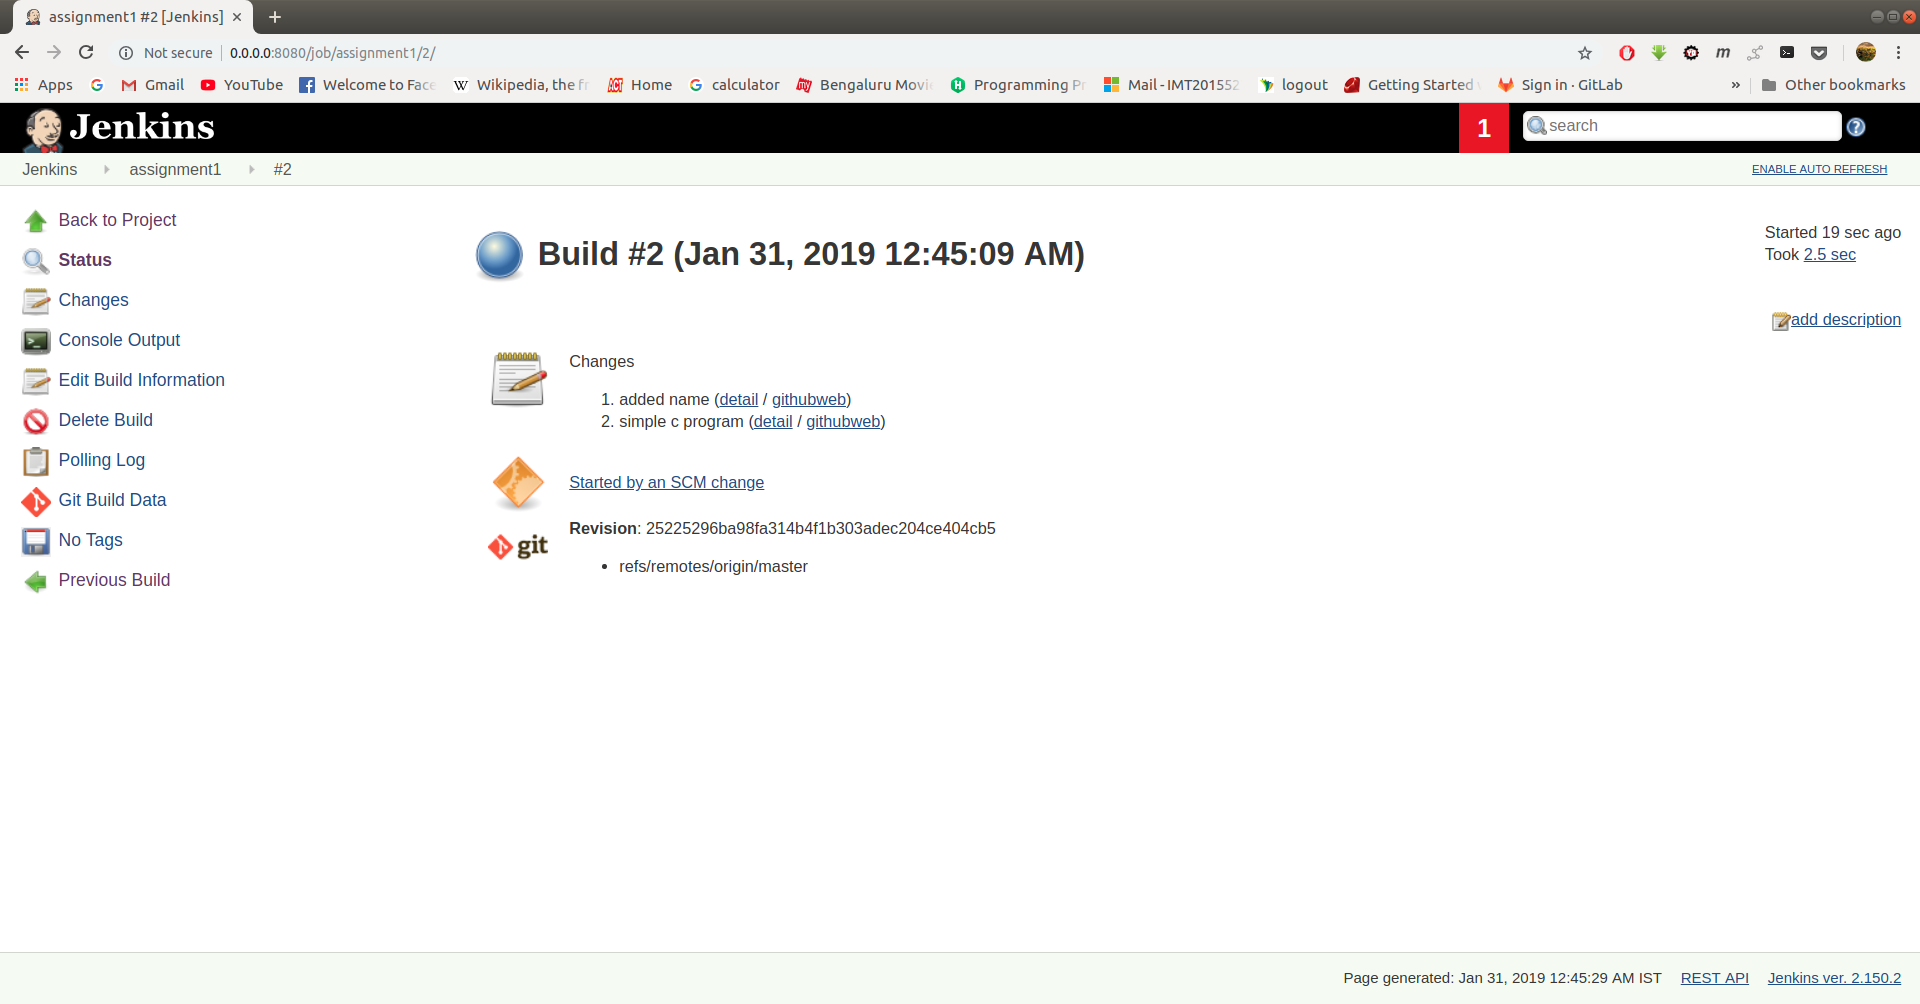 assignment1 #2 [Jenkins]
Not secure 0.0.0.0:8080/job/assignment1/2/
Apps Gmail YouTube Welcome to Face Wikipedia, the fr Home calculator Bengaluru Movi Programming Pr Mail - IMT201552 logout Getting Started Sign in · GitLab » Other bookmarks
Jenkins 1 search
Jenkins assignment1 #2 ENABLE AUTO REFRESH
Back to Project
Status
Changes
Console Output
Edit Build Information
Delete Build
Polling Log
Git Build Data
No Tags
Previous Build
Build #2 (Jan 31, 2019 12:45:09 AM)
Started 19 sec ago
Took 2.5 sec
add description
Changes
1. added name (detail / githubweb)
2. simple c program (detail / githubweb)
Started by an SCM change
git
Revision: 25225296ba98fa314b4f1b303adec204ce404cb5
• refs/remotes/origin/master
Page generated: Jan 31, 2019 12:45:29 AM IST REST API Jenkins ver. 2.150.2